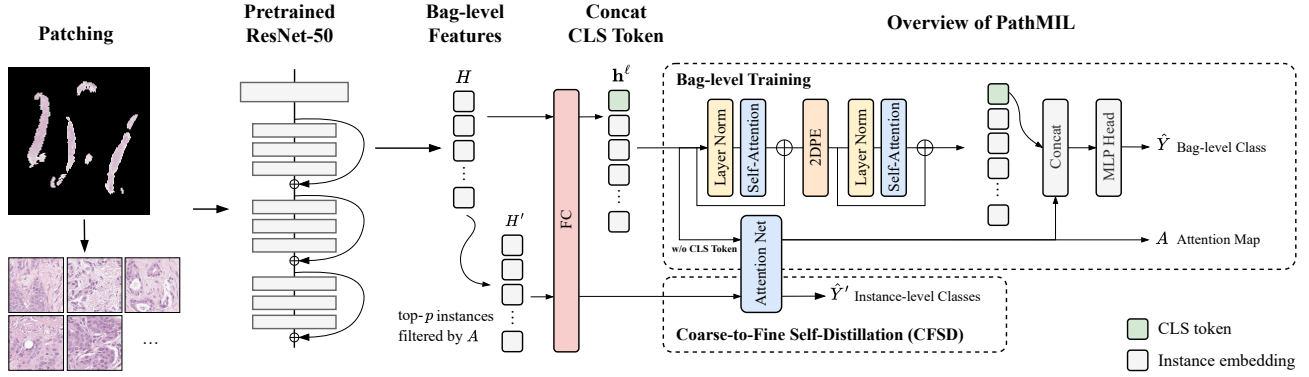 Patching
Pretrained
ResNet-50
Bag-level
Features
Concat
CLS Token
Overview of PathMIL
H
H′
top-p instances
filtered by A
...
FC
h^ℓ
Bag-level Training
Layer Norm
Self-Attention
2DPE
Layer Norm
Self-Attention
Concat
MLP Head
Ŷ Bag-level Class
w/o CLS Token
Attention Net
A Attention Map
Ŷ′ Instance-level Classes
Coarse-to-Fine Self-Distillation (CFSD)
CLS token
Instance embedding